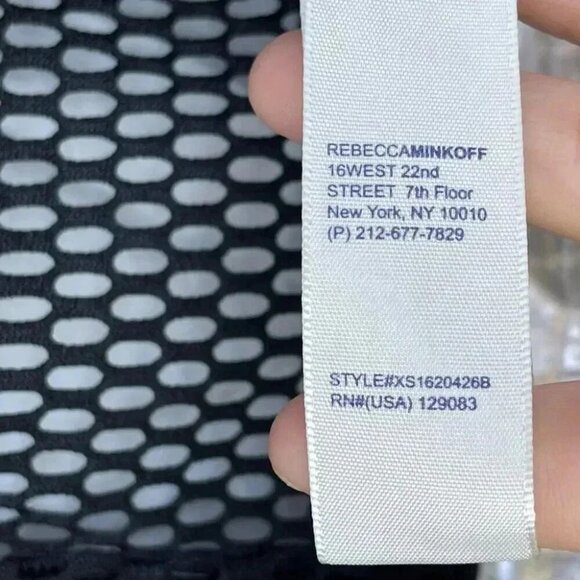 REBECCAMINKOFF
16WEST 22nd
STREET 7th Floor
New York, NY 10010
(P) 212-677-7829
STYLE#XS1620426B
RN#(USA) 129083